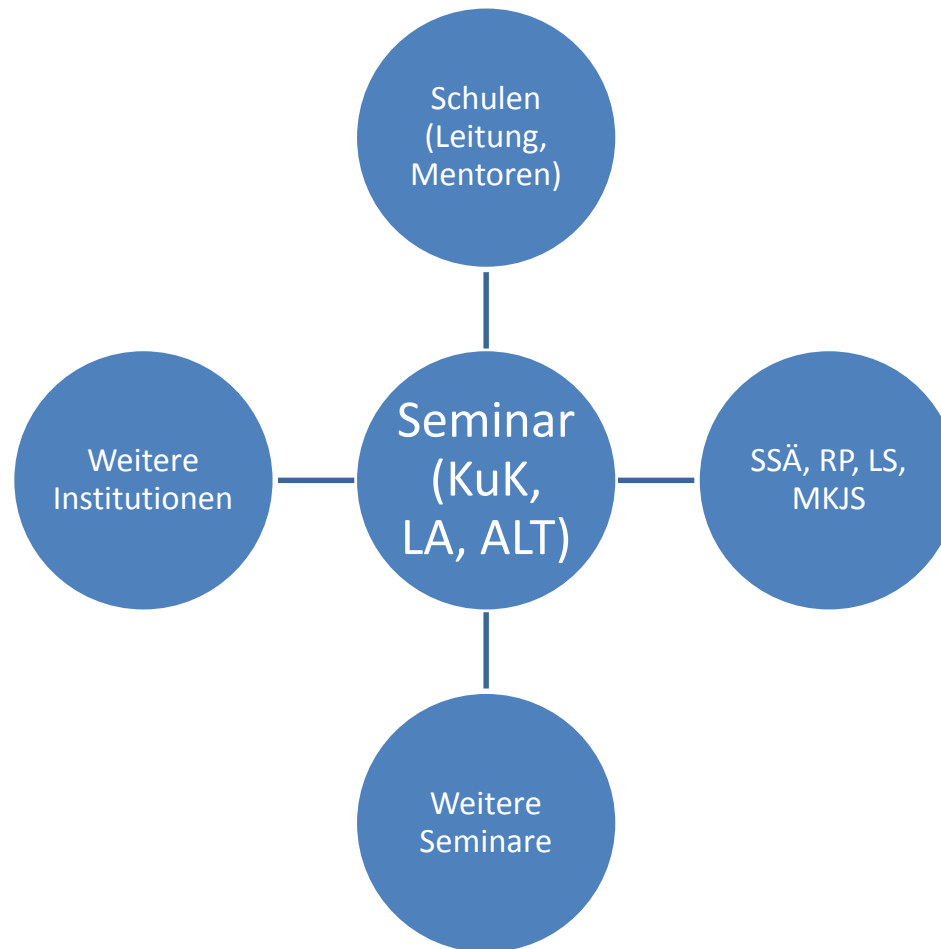 Schulen
(Leitung,
Mentoren)
Weitere
Institutionen
Seminar
(KuK,
LA, ALT)
SSÄ, RP, LS,
MKJS
Weitere
Seminare